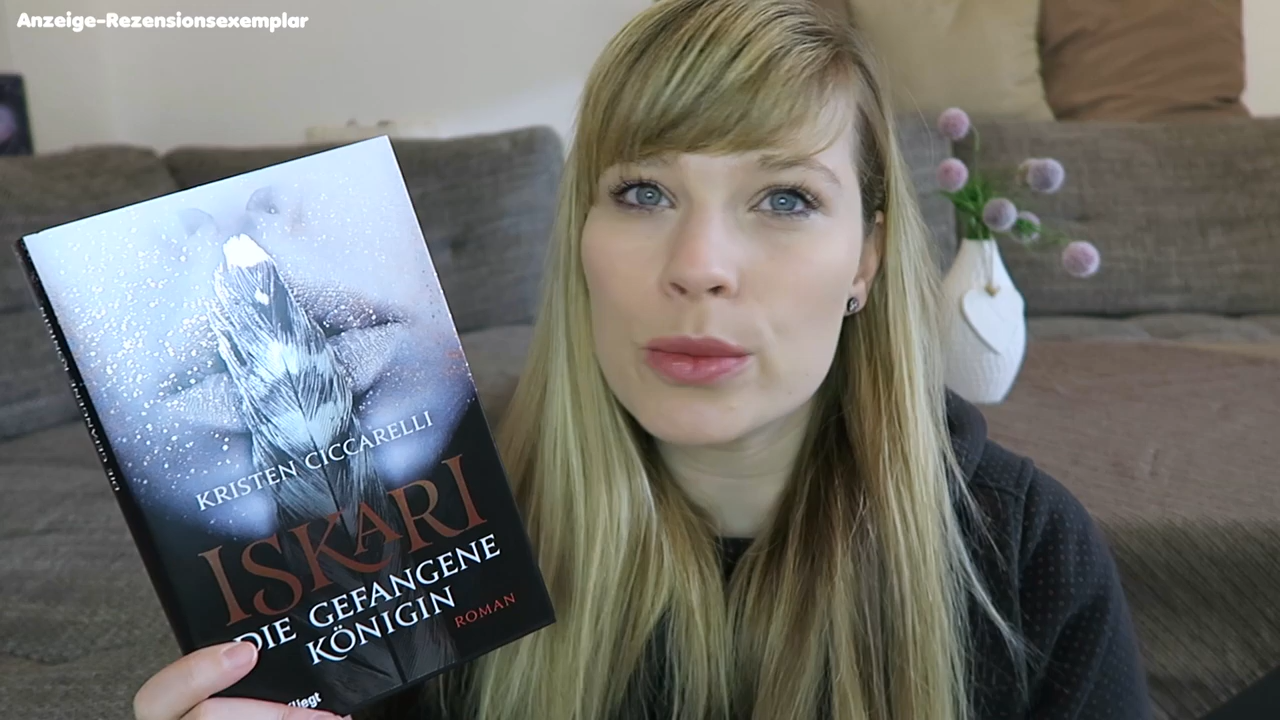 Anzeige-Rezensionsexemplar
KRISTEN CICCARELLI
ISKARI
DIE GEFANGENE
KÖNIGIN
ROMAN